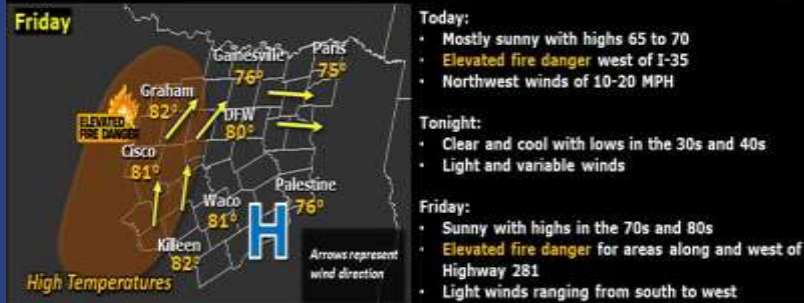 Friday
Gainesville
76°
Paris
75°
Graham
82°
ELEVATED
FIRE DANGER
DFW
80°
Cisco
81°
Waco
81°
Palestine
76°
H
Killeen
82°
High Temperatures
Arrows represent
wind direction
Today:
• Mostly sunny with highs 65 to 70
• Elevated fire danger west of I-35
• Northwest winds of 10-20 MPH
Tonight:
• Clear and cool with lows in the 30s and 40s
• Light and variable winds
Friday:
• Sunny with highs in the 70s and 80s
• Elevated fire danger for areas along and west of
Highway 281
• Light winds ranging from south to west